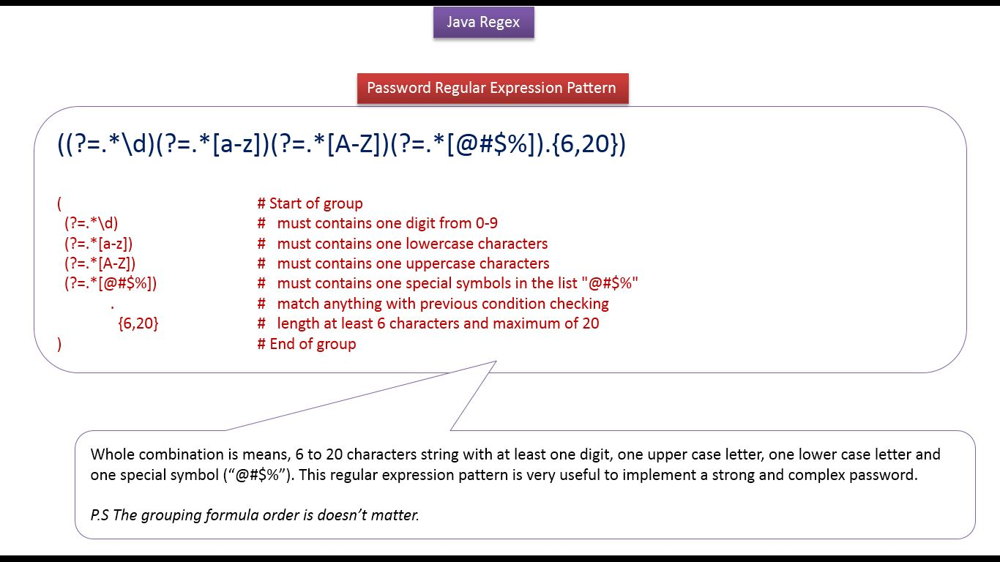 Java Regex
Password Regular Expression Pattern
((?=.*\d)(?=.*[a-z])(?=.*[A-Z])(?=.*[@#$%]).{6,20})
( # Start of group
(?=.*\d) # must contains one digit from 0-9
(?=.*[a-z]) # must contains one lowercase characters
(?=.*[A-Z]) # must contains one uppercase characters
(?=.*[@#$%]) # must contains one special symbols in the list "@#$%"
. # match anything with previous condition checking
{6,20} # length at least 6 characters and maximum of 20
) # End of group
Whole combination is means, 6 to 20 characters string with at least one digit, one upper case letter, one lower case letter and
one special symbol (“@#$%”). This regular expression pattern is very useful to implement a strong and complex password.
P.S The grouping formula order is doesn’t matter.